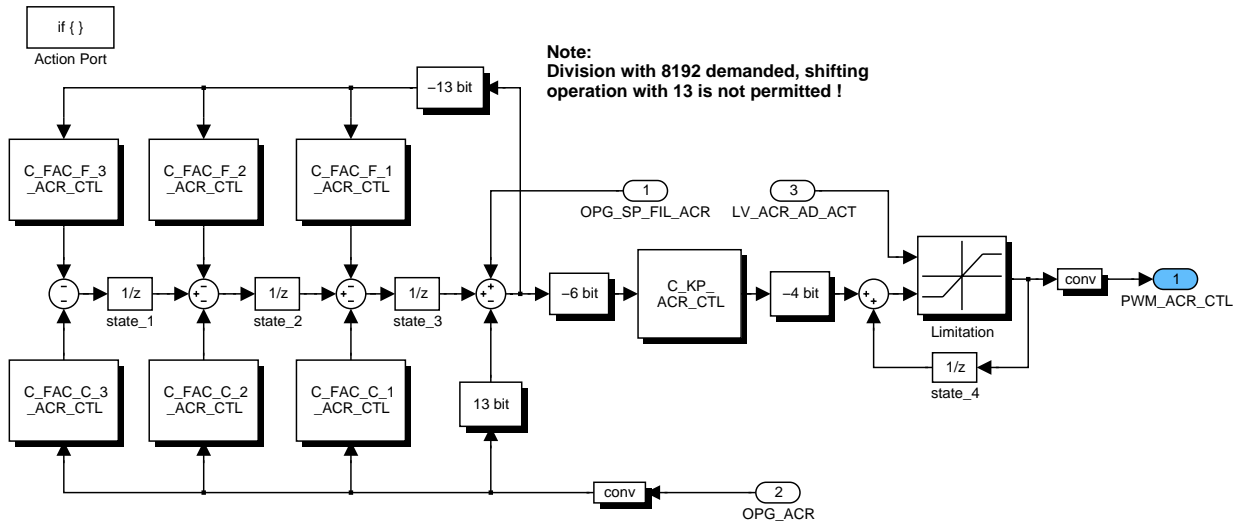 if { }
Action Port
Note:
Division with 8192 demanded, shifting
operation with 13 is not permitted !
–13 bit
C_FAC_F_3
_ACR_CTL
C_FAC_F_2
_ACR_CTL
C_FAC_F_1
_ACR_CTL
1
OPG_SP_FIL_ACR
3
LV_ACR_AD_ACT
1/z
state_1
1/z
state_2
1/z
state_3
–6 bit
C_KP_
ACR_CTL
–4 bit
Limitation
conv
1
PWM_ACR_CTL
1/z
state_4
C_FAC_C_3
_ACR_CTL
C_FAC_C_2
_ACR_CTL
C_FAC_C_1
_ACR_CTL
13 bit
conv
2
OPG_ACR